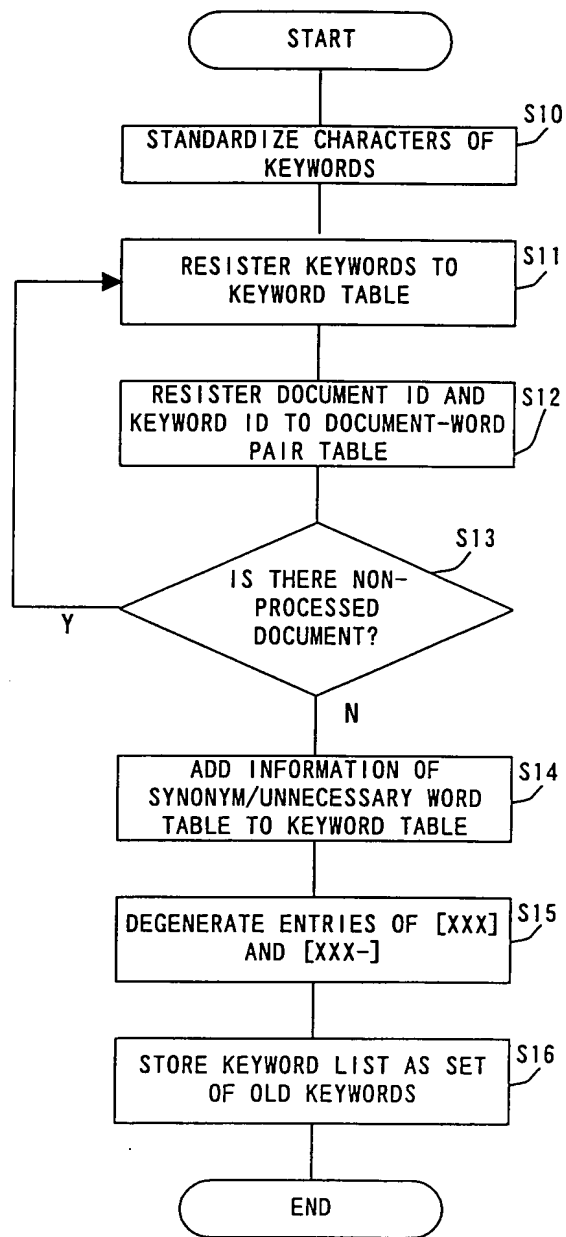 START
S10
STANDARDIZE CHARACTERS OF
KEYWORDS
S11
RESISTER KEYWORDS TO
KEYWORD TABLE
S12
RESISTER DOCUMENT ID AND
KEYWORD ID TO DOCUMENT-WORD
PAIR TABLE
S13
IS THERE NON-
PROCESSED
DOCUMENT?
Y
N
S14
ADD INFORMATION OF
SYNONYM/UNNECESSARY WORD
TABLE TO KEYWORD TABLE
S15
DEGENERATE ENTRIES OF [XXX]
AND [XXX-]
S16
STORE KEYWORD LIST AS SET
OF OLD KEYWORDS
END